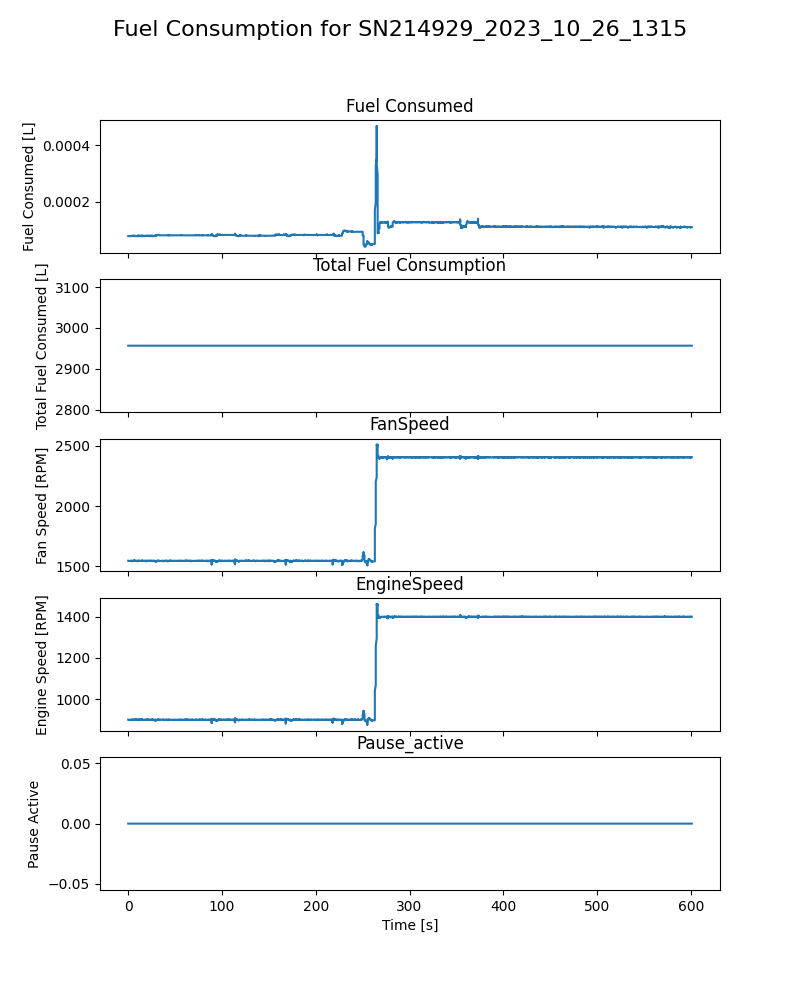 Fuel Consumption for SN214929_2023_10_26_1315
Fuel Consumed
Fuel Consumed [L]
0.0004
0.0002
Total Fuel Consumption
Total Fuel Consumed [L]
3100
3000
2900
2800
FanSpeed
Fan Speed [RPM]
2500
2000
1500
EngineSpeed
Engine Speed [RPM]
1400
1200
1000
Pause_active
Pause Active
0.05
0.00
−0.05
0 100 200 300 400 500 600
Time [s]